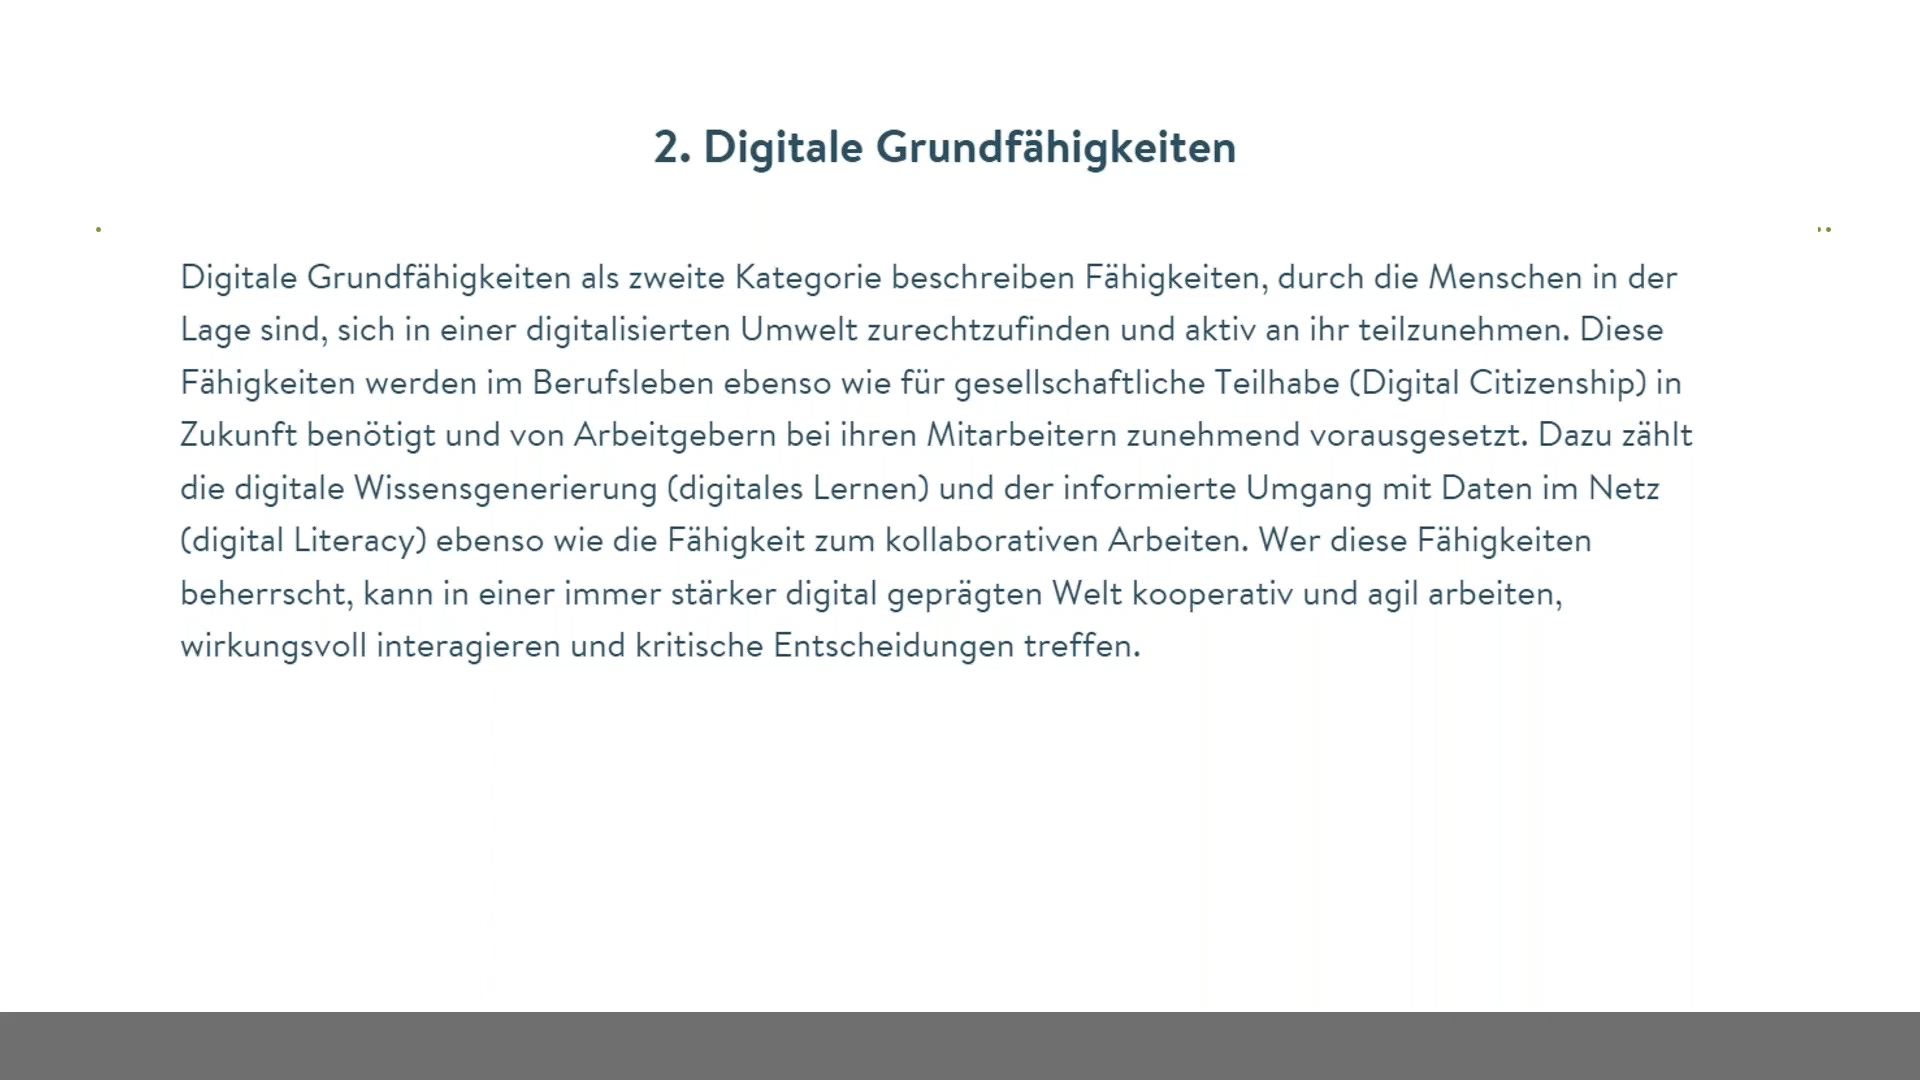 2. Digitale Grundfähigkeiten
Digitale Grundfähigkeiten als zweite Kategorie beschreiben Fähigkeiten, durch die Menschen in der
Lage sind, sich in einer digitalisierten Umwelt zurechtzufinden und aktiv an ihr teilzunehmen. Diese
Fähigkeiten werden im Berufsleben ebenso wie für gesellschaftliche Teilhabe (Digital Citizenship) in
Zukunft benötigt und von Arbeitgebern bei ihren Mitarbeitern zunehmend vorausgesetzt. Dazu zählt
die digitale Wissensgenerierung (digitales Lernen) und der informierte Umgang mit Daten im Netz
(digital Literacy) ebenso wie die Fähigkeit zum kollaborativen Arbeiten. Wer diese Fähigkeiten
beherrscht, kann in einer immer stärker digital geprägten Welt kooperativ und agil arbeiten,
wirkungsvoll interagieren und kritische Entscheidungen treffen.